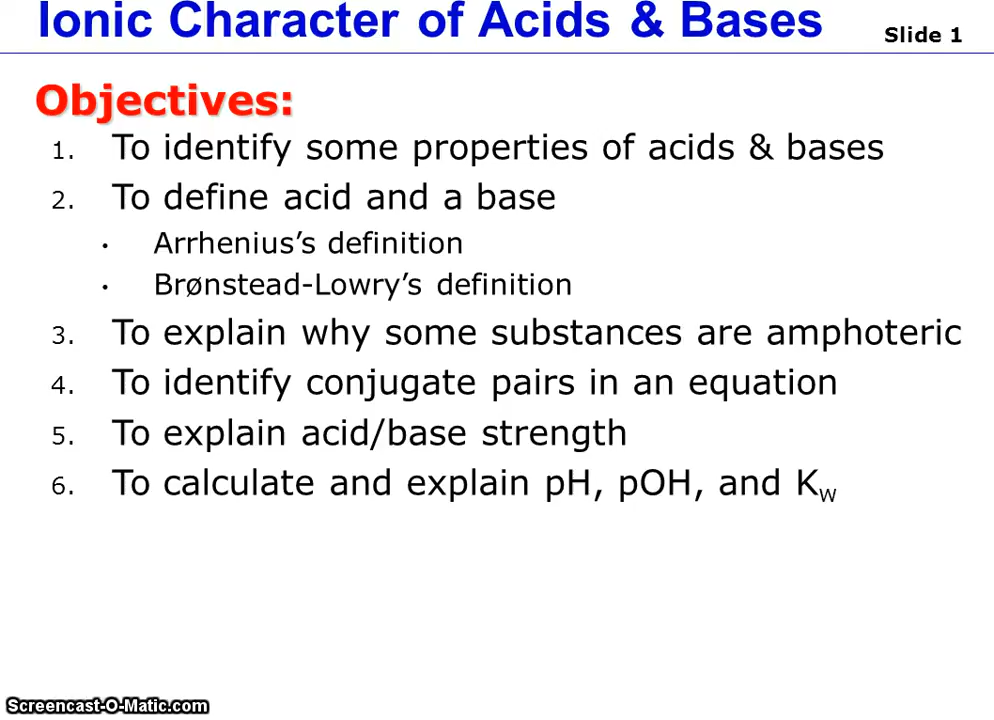 Ionic Character of Acids & Bases
Slide 1
Objectives:
1. To identify some properties of acids & bases
2. To define acid and a base
• Arrhenius’s definition
• Brønstead-Lowry’s definition
3. To explain why some substances are amphoteric
4. To identify conjugate pairs in an equation
5. To explain acid/base strength
6. To calculate and explain pH, pOH, and Kw
Screencast-O-Matic.com